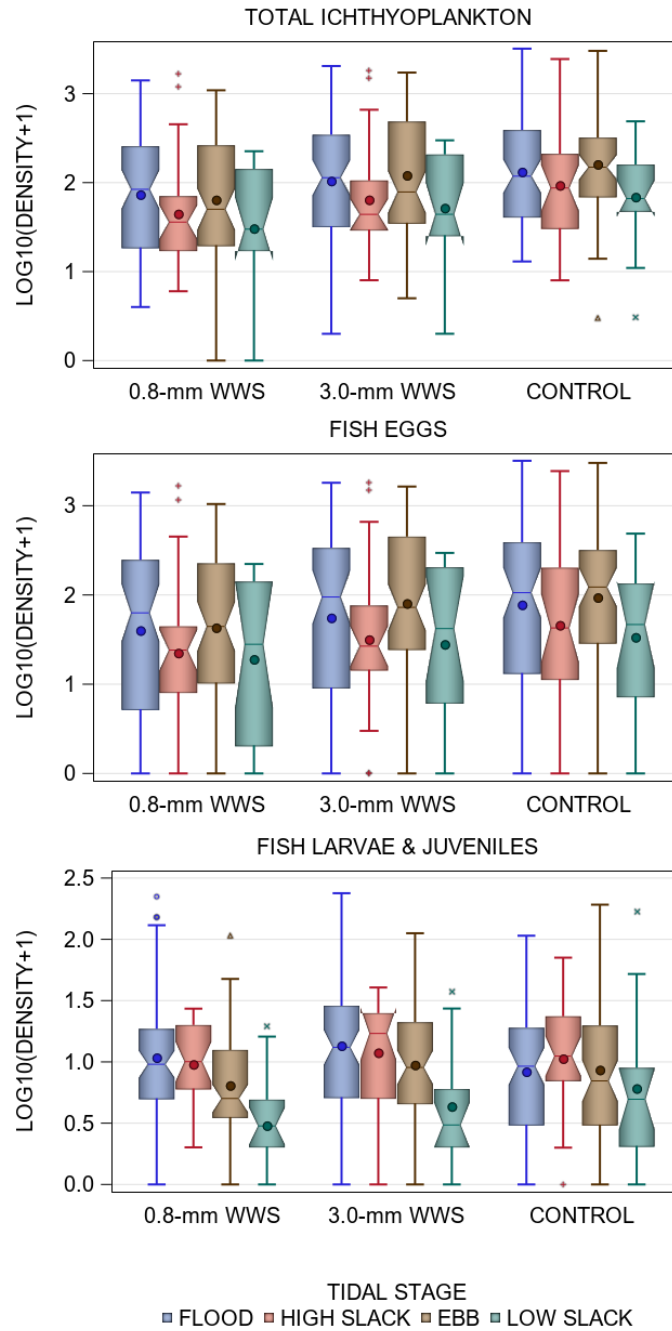 TOTAL ICHTHYOPLANKTON
LOG10(DENSITY+1)
3
2
1
0
0.8-mm WWS 3.0-mm WWS CONTROL
FISH EGGS
LOG10(DENSITY+1)
3
2
1
0
0.8-mm WWS 3.0-mm WWS CONTROL
FISH LARVAE & JUVENILES
LOG10(DENSITY+1)
2.5
2.0
1.5
1.0
0.5
0.0
0.8-mm WWS 3.0-mm WWS CONTROL
TIDAL STAGE
FLOOD HIGH SLACK EBB LOW SLACK